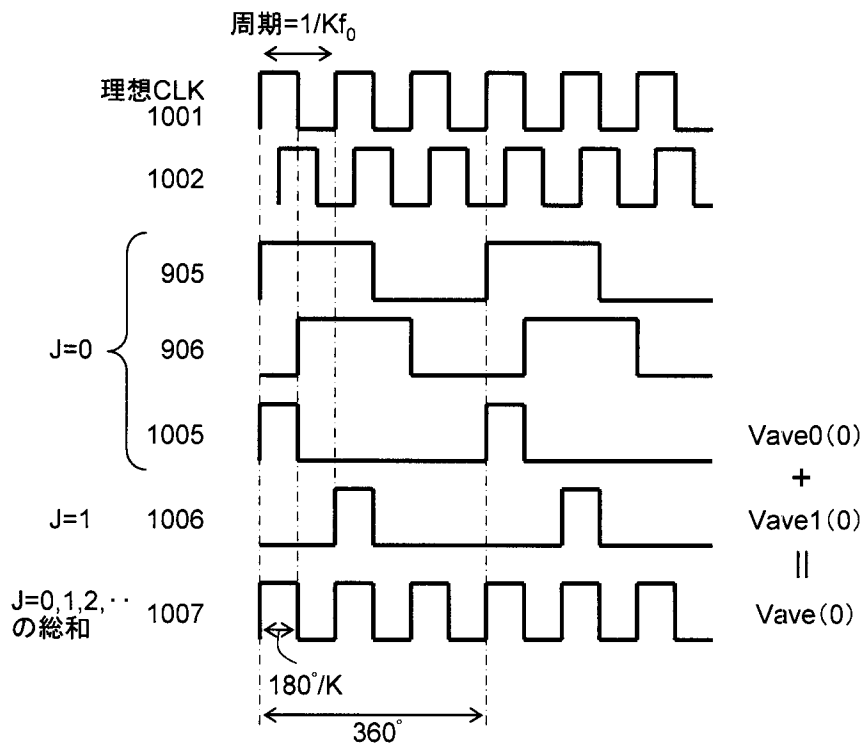 周期=1/Kf₀
理想CLK
1001
1002
905
J=0
906
1005
Vave0(0)
+
J=1
1006
Vave1(0)
||
J=0,1,2,‥
の総和
1007
Vave(0)
180°/K
360°